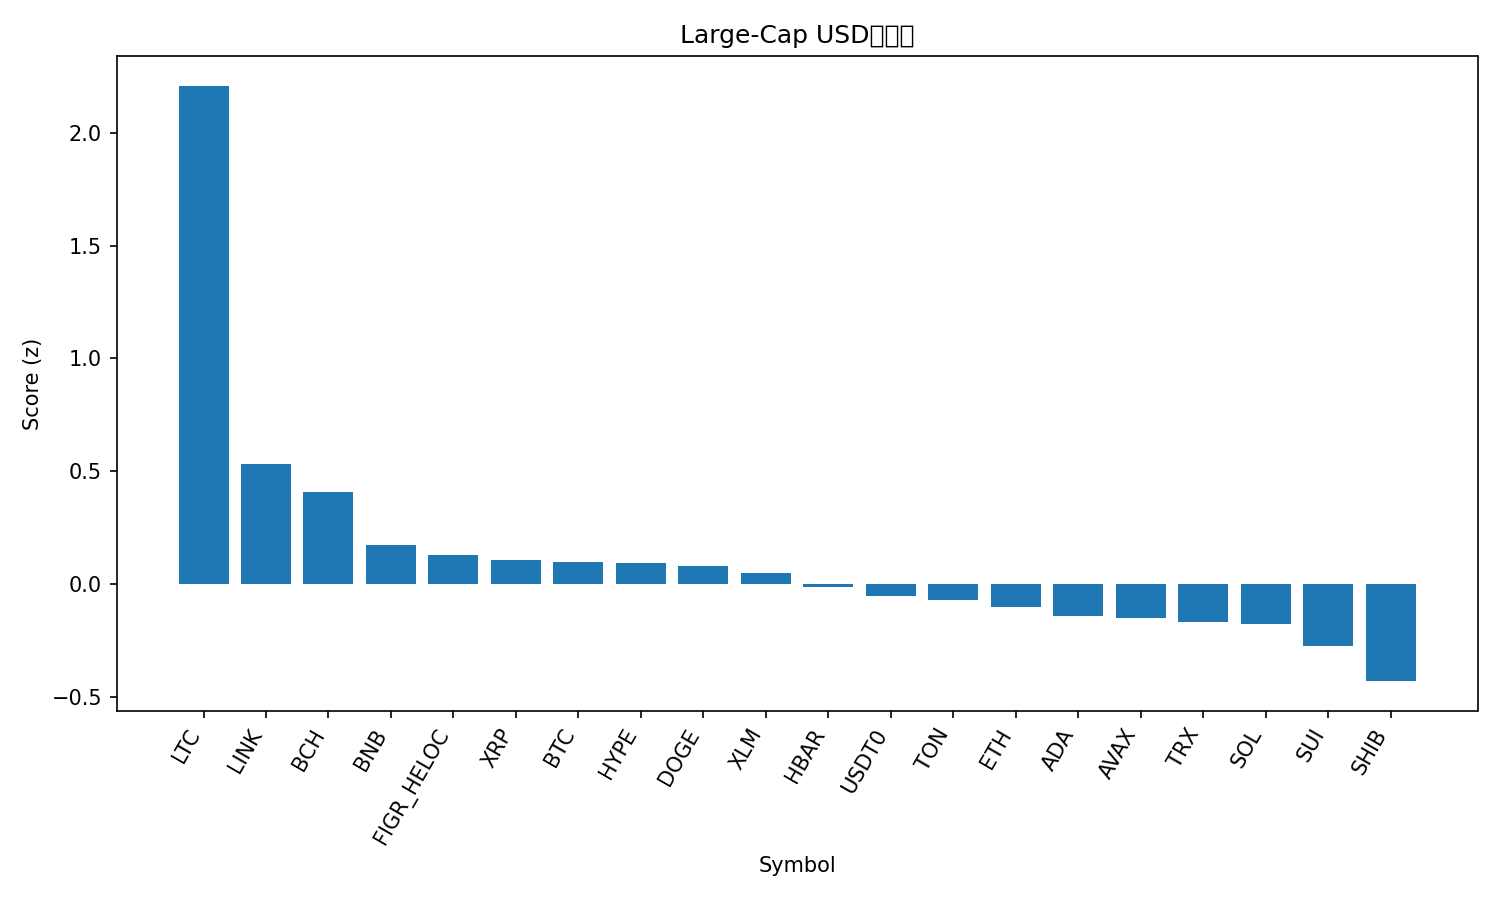 Large-Cap USD
2.0
1.5
1.0
0.5
0.0
−0.5
Score (z)
LTC
LINK
BCH
BNB
FIGR_HELOC
XRP
BTC
HYPE
DOGE
XLM
HBAR
USDT0
TON
ETH
ADA
AVAX
TRX
SOL
SUI
SHIB
Symbol